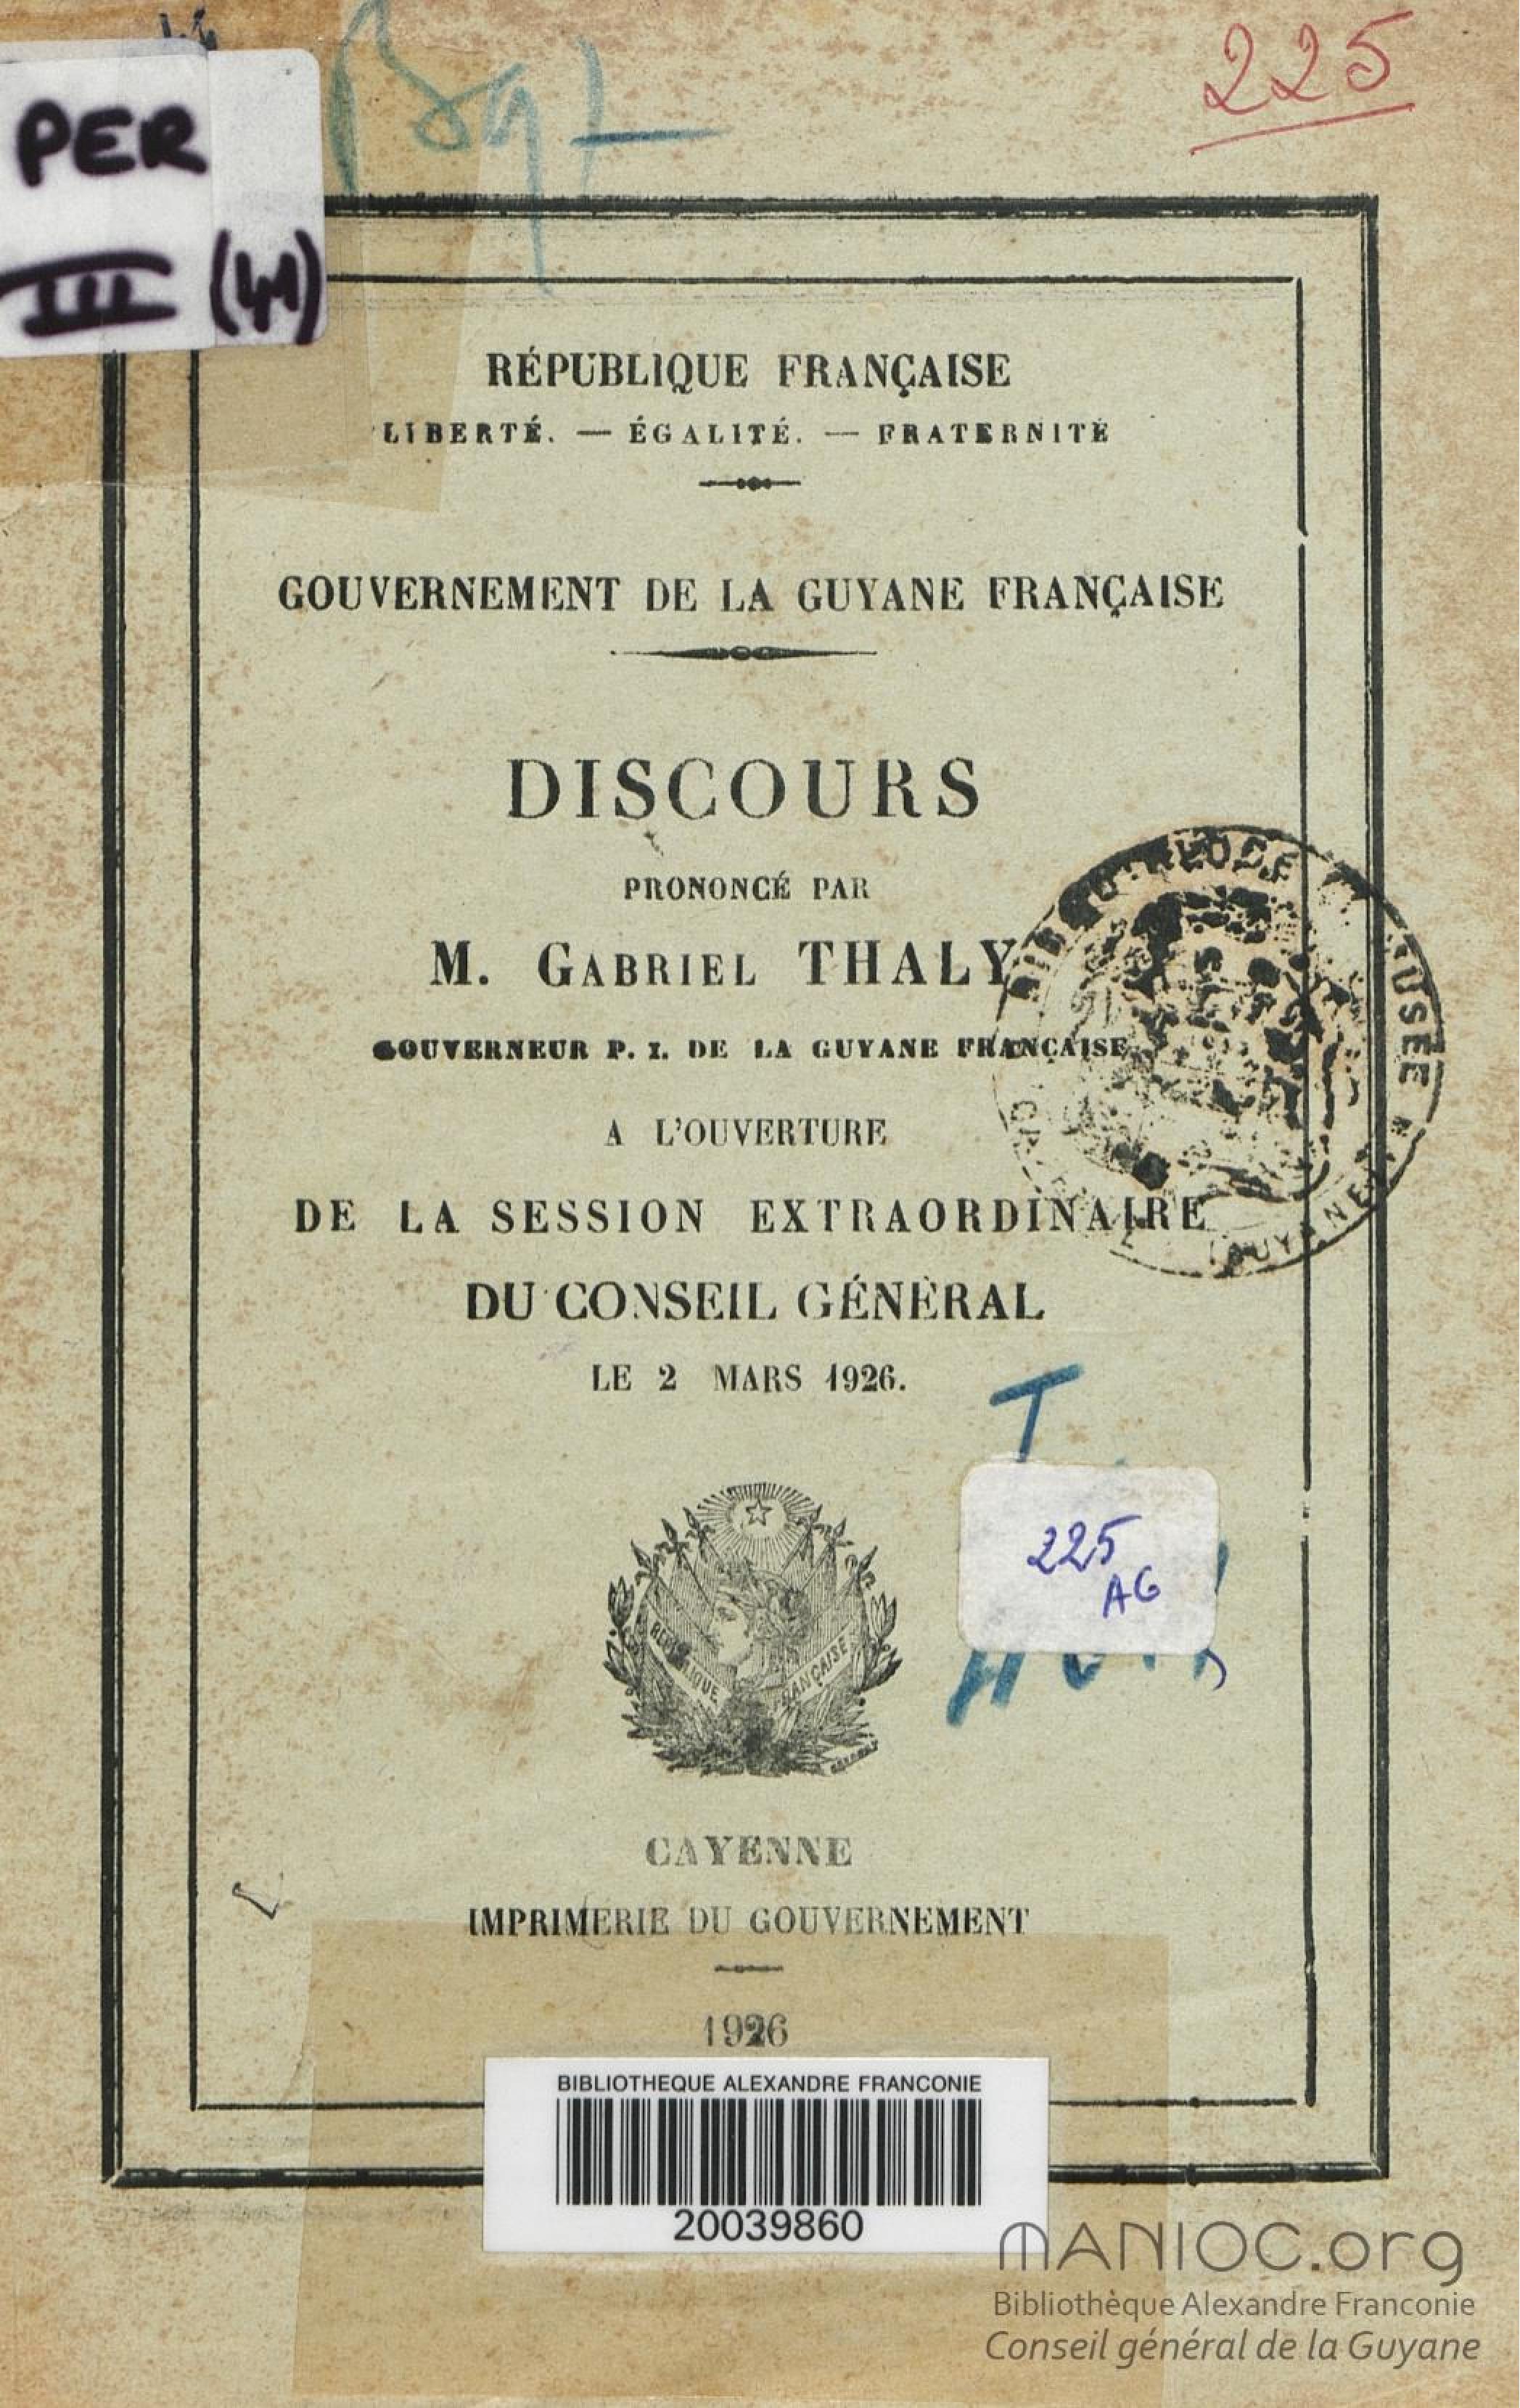 225
PER
III (41)
RÉPUBLIQUE FRANÇAISE
LIBERTÉ. — ÉGALITÉ. — FRATERNITÉ
GOUVERNEMENT DE LA GUYANE FRANÇAISE
DISCOURS
PRONONCÉ PAR
M. GABRIEL THALY
GOUVERNEUR P. I. DE LA GUYANE FRANÇAISE
A L'OUVERTURE
DE LA SESSION EXTRAORDINAIRE
DU CONSEIL GÉNÉRAL
LE 2 MARS 1926.
T
225
AG
RÉPUBLIQUE FRANÇAISE
CAYENNE
IMPRIMERIE DU GOUVERNEMENT
1926
BIBLIOTHEQUE ALEXANDRE FRANCONIE
20039860
MANIOC.org
Bibliothèque Alexandre Franconie
Conseil général de la Guyane